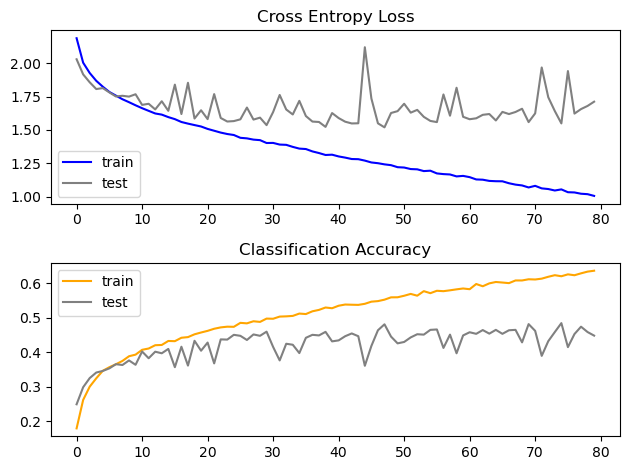 Cross Entropy Loss
2.00
1.75
1.50
1.25
1.00
train
test
0 10 20 30 40 50 60 70 80
Classification Accuracy
0.6
0.5
0.4
0.3
0.2
train
test
0 10 20 30 40 50 60 70 80